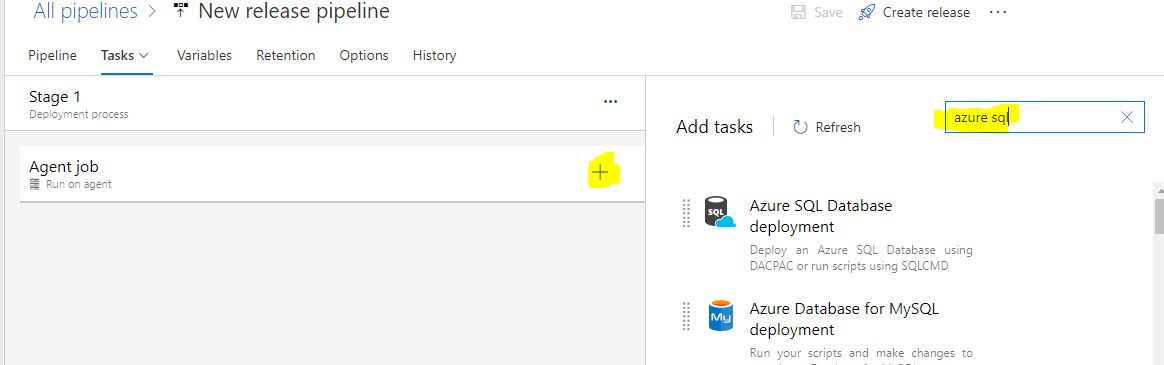 All pipelines > New release pipeline
Save Create release ...
Pipeline Tasks Variables Retention Options History
Stage 1
Deployment process
Agent job
Run on agent
Add tasks
Refresh
azure sql
SQL
Azure SQL Database
deployment
Deploy an Azure SQL Database using
DACPAC or run scripts using SQLCMD
My
Azure Database for MySQL
deployment
Run your scripts and make changes to